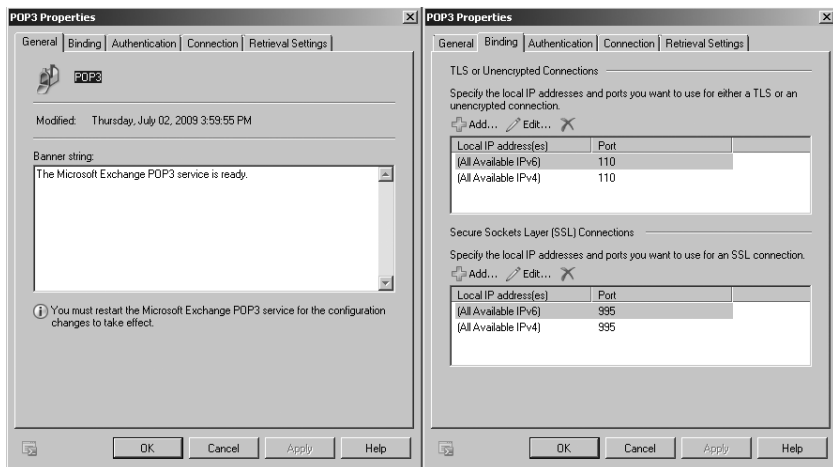 POP3 Properties
General Binding Authentication Connection Retrieval Settings
POP3
Modified: Thursday, July 02, 2009 3:59:55 PM
Banner string:
The Microsoft Exchange POP3 service is ready.
You must restart the Microsoft Exchange POP3 service for the configuration
changes to take effect.
OK Cancel Apply Help
POP3 Properties
General Binding Authentication Connection Retrieval Settings
TLS or Unencrypted Connections
Specify the local IP addresses and ports you want to use for either a TLS or an
unencrypted connection.
Add... Edit...
Local IP address(es) Port
(All Available IPv6) 110
(All Available IPv4) 110
Secure Sockets Layer (SSL) Connections
Specify the local IP addresses and ports you want to use for an SSL connection.
Add... Edit...
Local IP address(es) Port
(All Available IPv6) 995
(All Available IPv4) 995
OK Cancel Apply Help